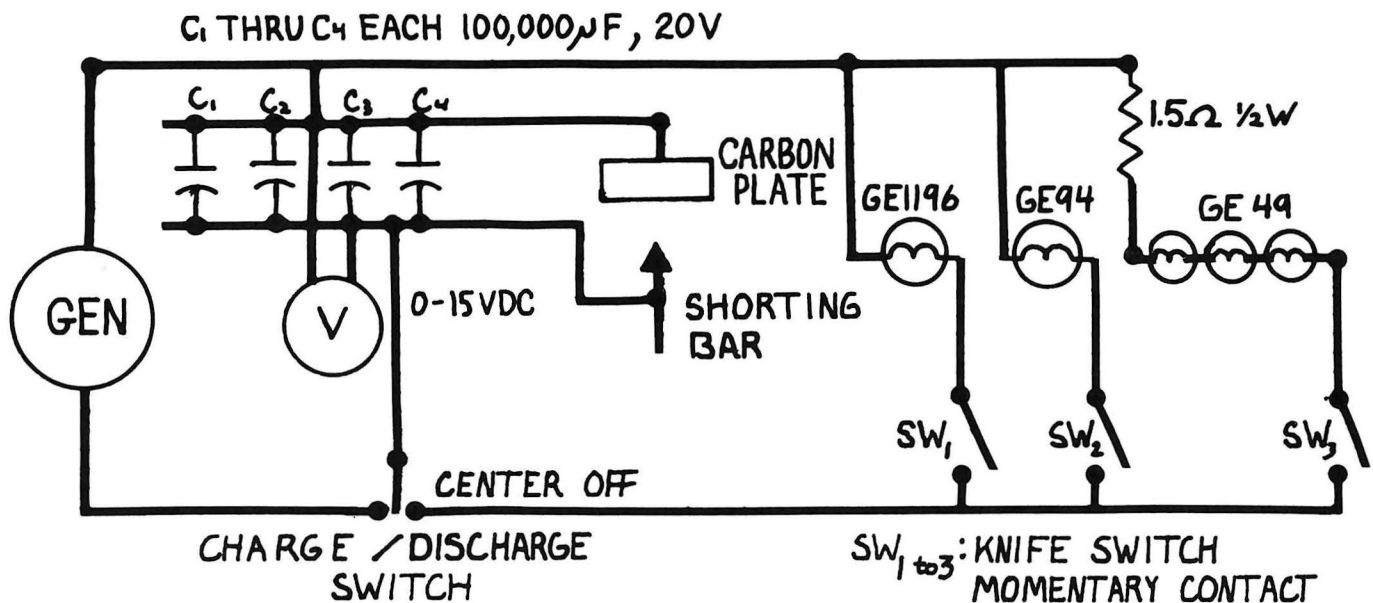 C₁ THRU C₄ EACH 100,000µF, 20V
C₁
C₂
C₃
C₄
1.5Ω ½W
CARBON
PLATE
GE1196
GE94
GE 49
GEN
V
0-15VDC
SHORTING
BAR
SW₁
SW₂
SW₃
CENTER OFF
CHARGE / DISCHARGE
SWITCH
SW₁ to 3: KNIFE SWITCH
MOMENTARY CONTACT